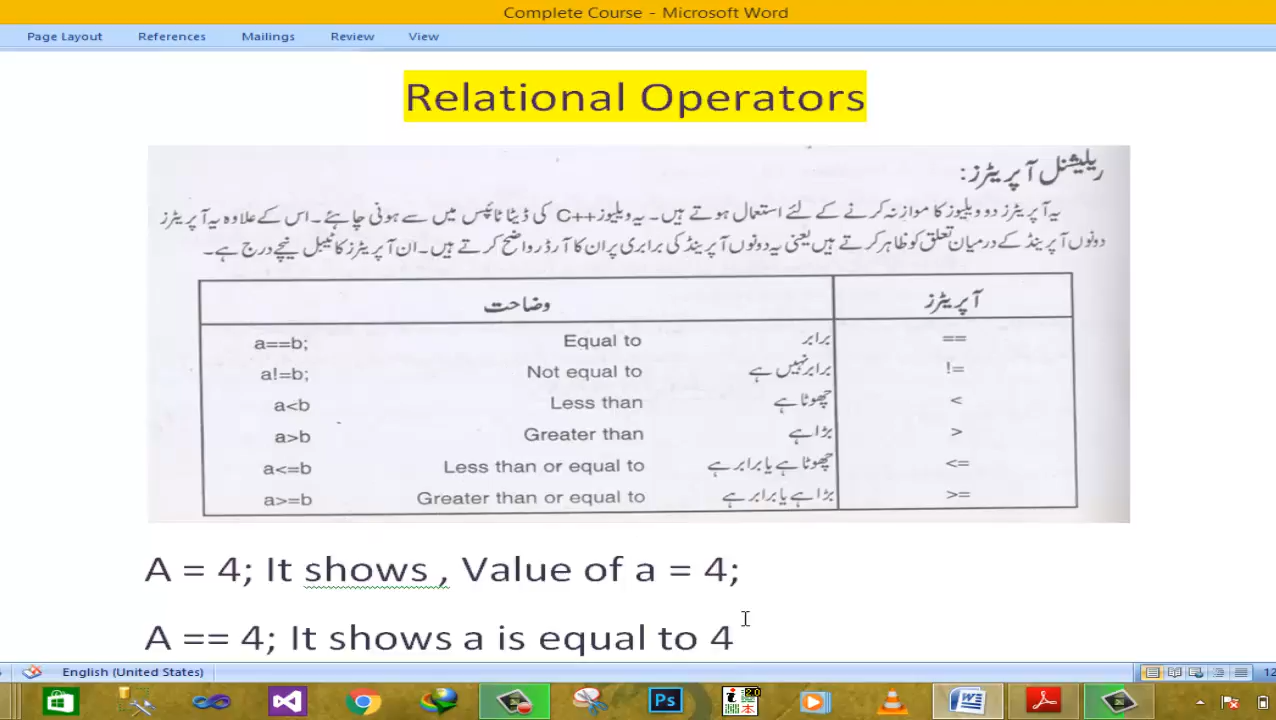 Complete Course - Microsoft Word
Page Layout References Mailings Review View
Relational Operators
ریلیشنل آپریٹرز:
یہ آپریٹرز دو ویلیوز کا موازنہ کرنے کے لئے استعمال ہوتے ہیں۔ یہ ویلیوز C++ کی ڈیٹا ٹائپس میں سے ہونی چاہئے۔ اس کے علاوہ یہ آپریٹرز
دونوں آپرینڈ کے درمیان تعلق کو ظاہر کرتے ہیں یعنی یہ دونوں آپرینڈ کی برابری پر ان کا آرڈر واضح کرتے ہیں۔ ان آپریٹرز کا ٹیبل نیچے درج ہے۔
آپریٹرز وضاحت
== برابر Equal to a==b;
!= برابر نہیں ہے Not equal to a!=b;
< چھوٹا ہے Less than a<b
> بڑا ہے Greater than a>b
<= چھوٹا ہے یا برابر ہے Less than or equal to a<=b
>= بڑا ہے یا برابر ہے Greater than or equal to a>=b
A = 4; It shows , Value of a = 4;
A == 4; It shows a is equal to 4
English (United States)